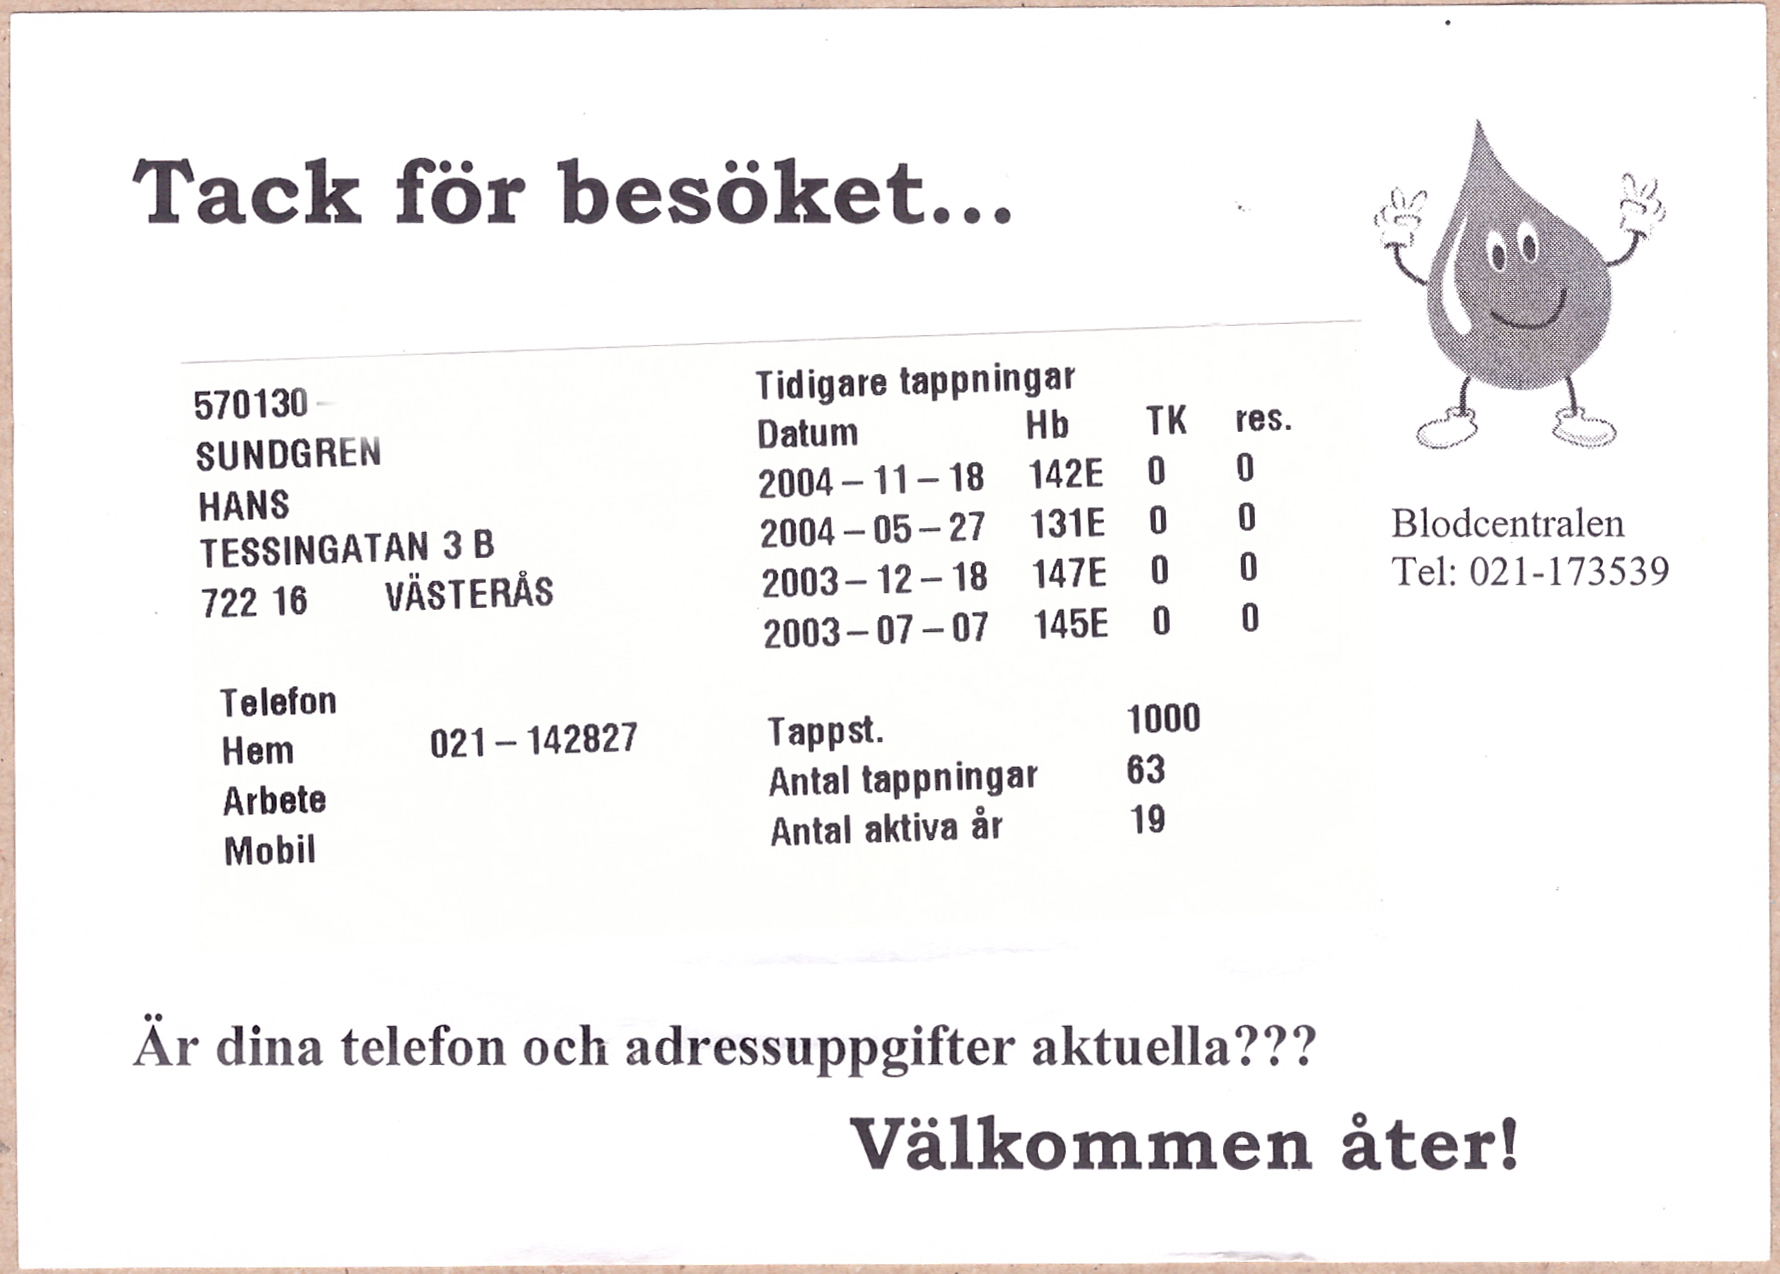 Tack för besöket...
570130-
SUNDGREN
HANS
TESSINGATAN 3 B
722 16 VÄSTERÅS
Telefon
Hem 021-142827
Arbete
Mobil
Tidigare tappningar
Datum Hb TK res.
2004-11-18 142E 0 0
2004-05-27 131E 0 0
2003-12-18 147E 0 0
2003-07-07 145E 0 0
Tappst. 1000
Antal tappningar 63
Antal aktiva år 19
Blodcentralen
Tel: 021-173539
Är dina telefon och adressuppgifter aktuella???
Välkommen åter!